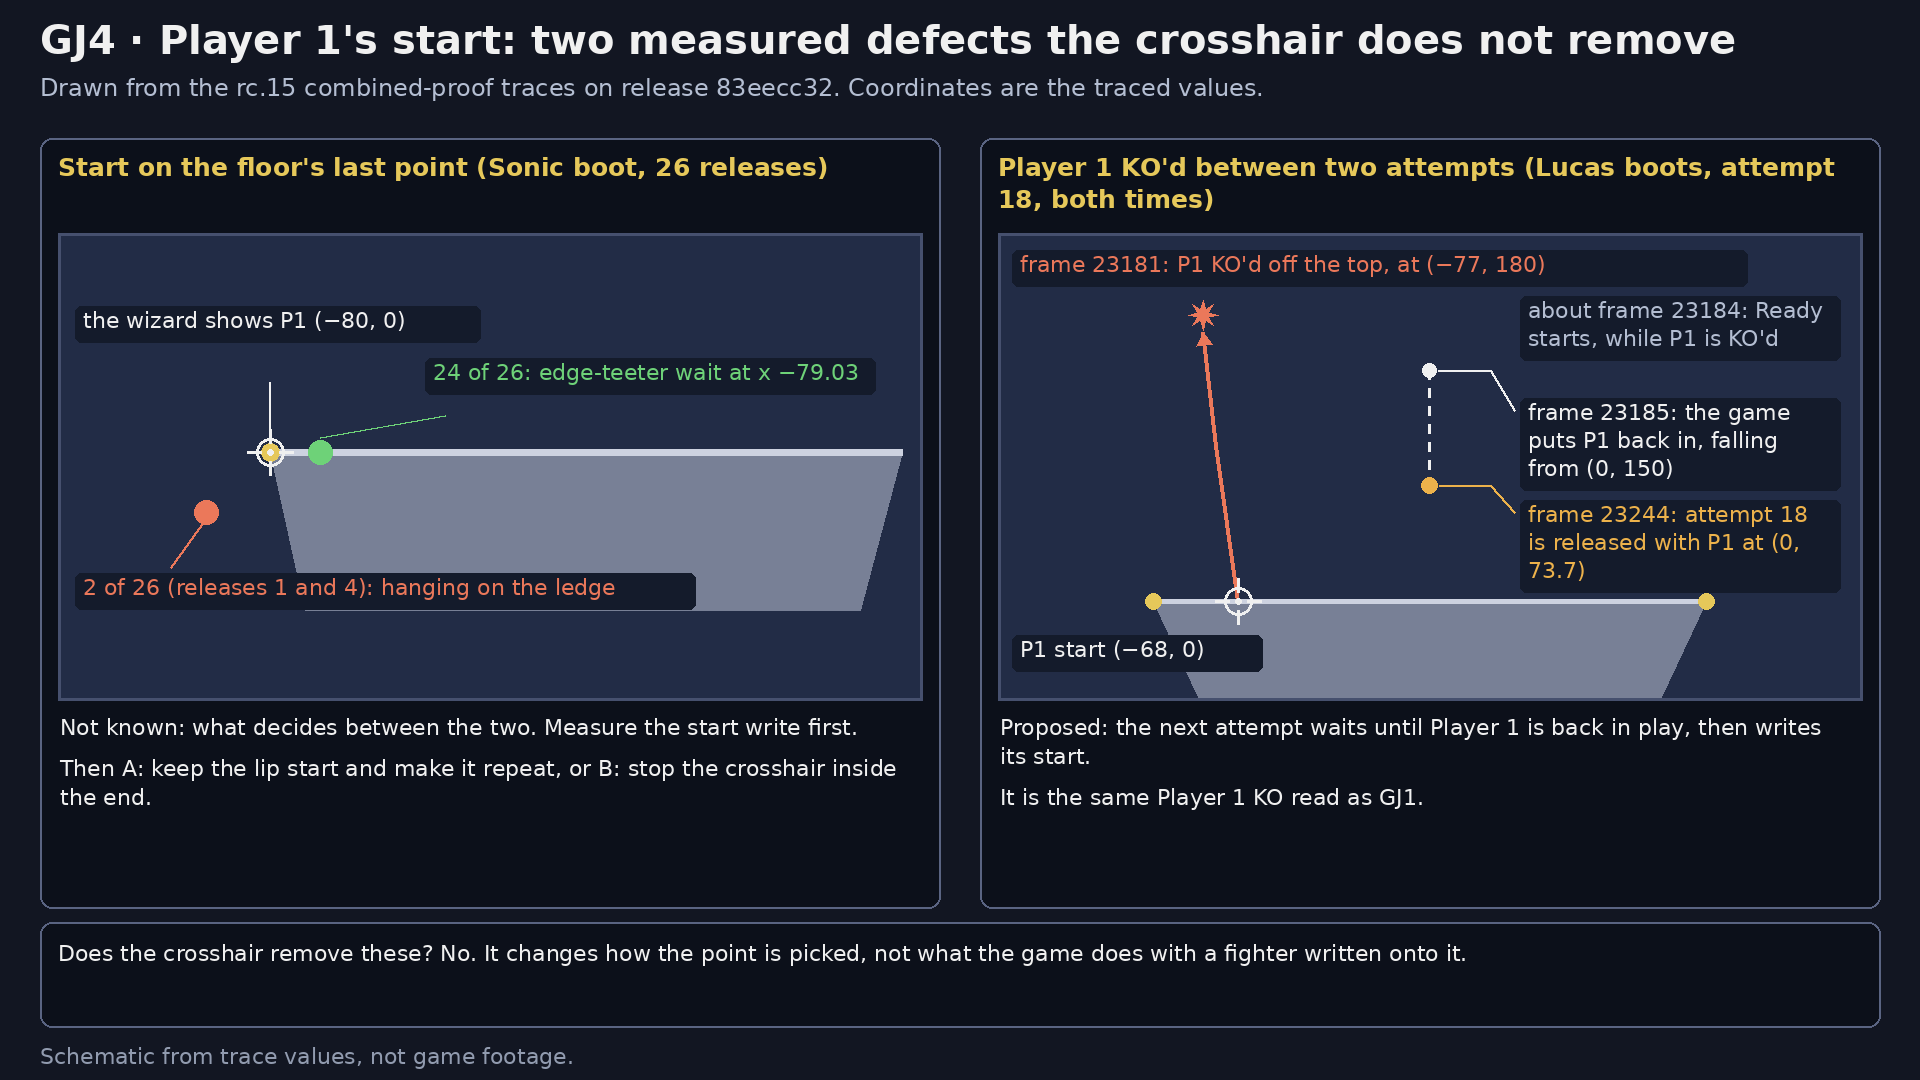 GJ4 · Player 1's start: two measured defects the crosshair does not remove
Drawn from the rc.15 combined-proof traces on release 83eecc32. Coordinates are the traced values.
Start on the floor's last point (Sonic boot, 26 releases)
the wizard shows P1 (−80, 0)
24 of 26: edge-teeter wait at x −79.03
2 of 26 (releases 1 and 4): hanging on the ledge
Not known: what decides between the two. Measure the start write first.
Then A: keep the lip start and make it repeat, or B: stop the crosshair inside
the end.
Player 1 KO'd between two attempts (Lucas boots, attempt
18, both times)
frame 23181: P1 KO'd off the top, at (−77, 180)
about frame 23184: Ready
starts, while P1 is KO'd
frame 23185: the game
puts P1 back in, falling
from (0, 150)
frame 23244: attempt 18
is released with P1 at (0,
73.7)
P1 start (−68, 0)
Proposed: the next attempt waits until Player 1 is back in play, then writes
its start.
It is the same Player 1 KO read as GJ1.
Does the crosshair remove these? No. It changes how the point is picked, not what the game does with a fighter written onto it.
Schematic from trace values, not game footage.